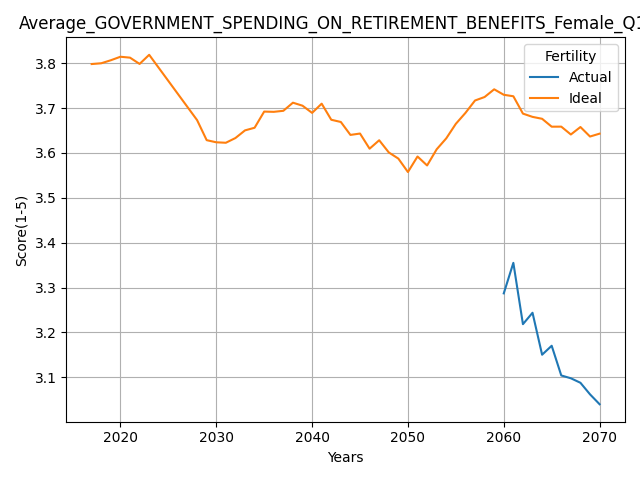 Average_GOVERNMENT_SPENDING_ON_RETIREMENT_BENEFITS_Female_Q1
Fertility
Actual
Ideal
Score(1-5)
3.8
3.7
3.6
3.5
3.4
3.3
3.2
3.1
2020 2030 2040 2050 2060 2070
Years